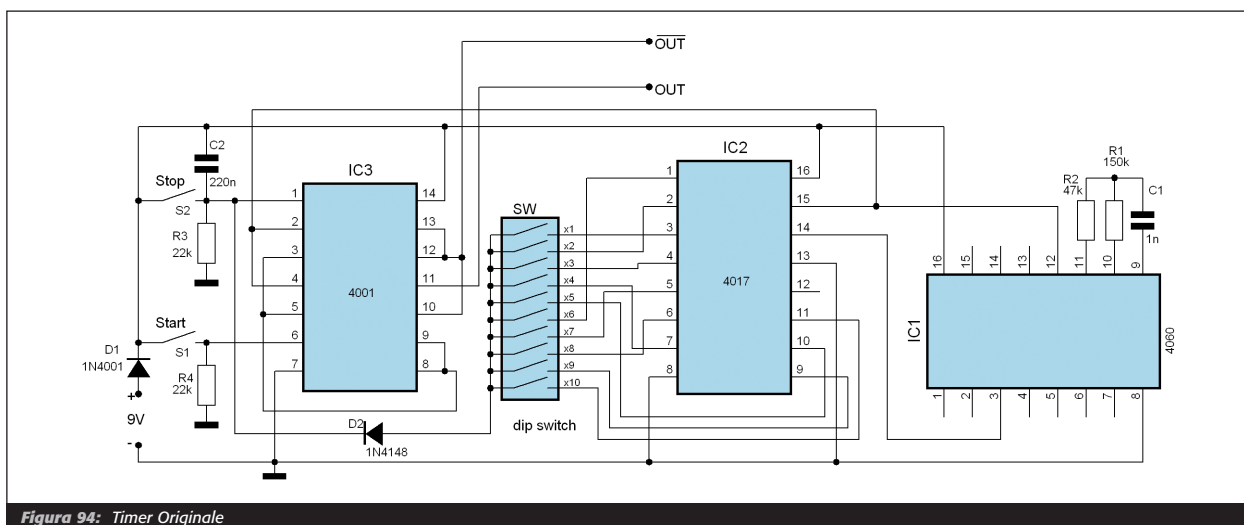 OUT
OUT
C2
220n
Stop
S2
R3
22k
Start
S1
D1
1N4001
R4
22k
+
9V
-
IC3
4001
1
2
3
4
5
6
7
14
13
12
11
10
9
8
D2
1N4148
SW
x1
x2
x3
x4
x5
x6
x7
x8
x9
x10
dip switch
IC2
4017
1
2
3
4
5
6
7
8
16
15
14
13
12
11
10
9
R1
150k
R2
47k
C1
1n
16
15
14
13
12
11
10
9
IC1
4060
1
2
3
4
5
6
7
8
Figura 94: Timer Originale